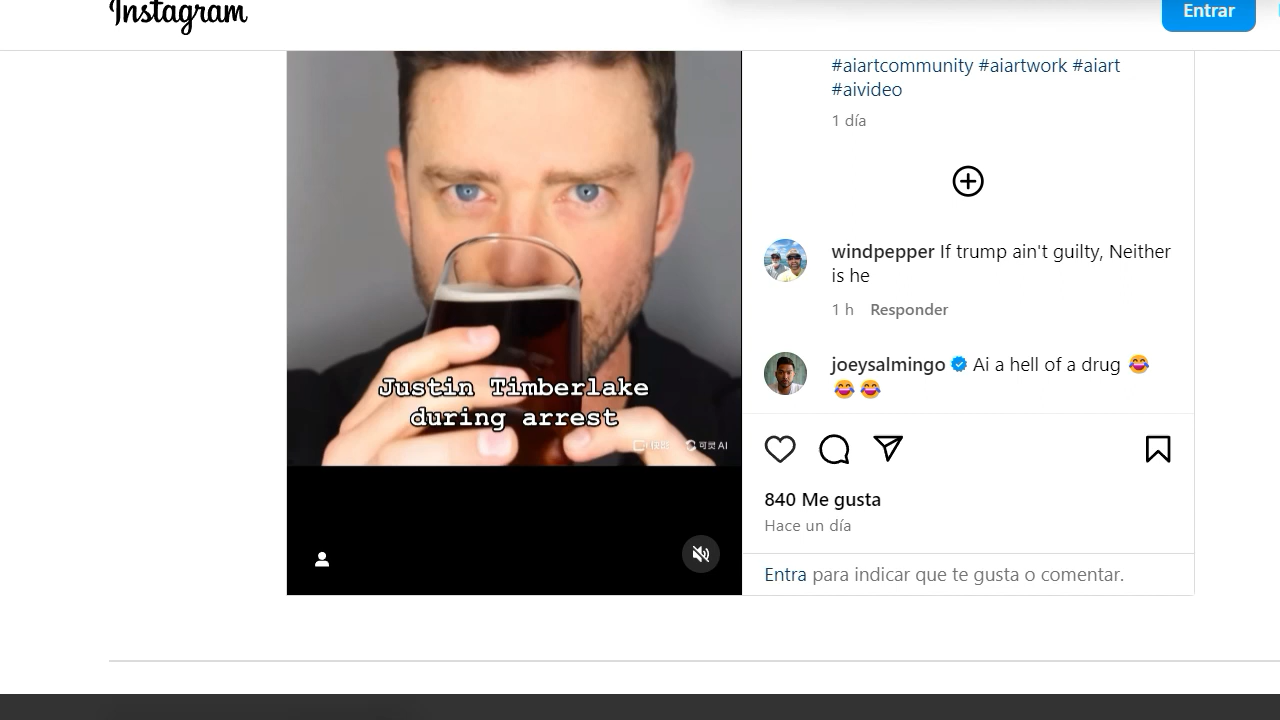 Instagram
Entrar
#aiartcommunity #aiartwork #aiart
#aivideo
1 día
windpepper If trump ain't guilty, Neither
is he
1 h Responder
joeysalmingo Ai a hell of a drug 😂
😂😂
Justin Timberlake
during arrest
可灵 AI
840 Me gusta
Hace un día
Entra para indicar que te gusta o comentar.